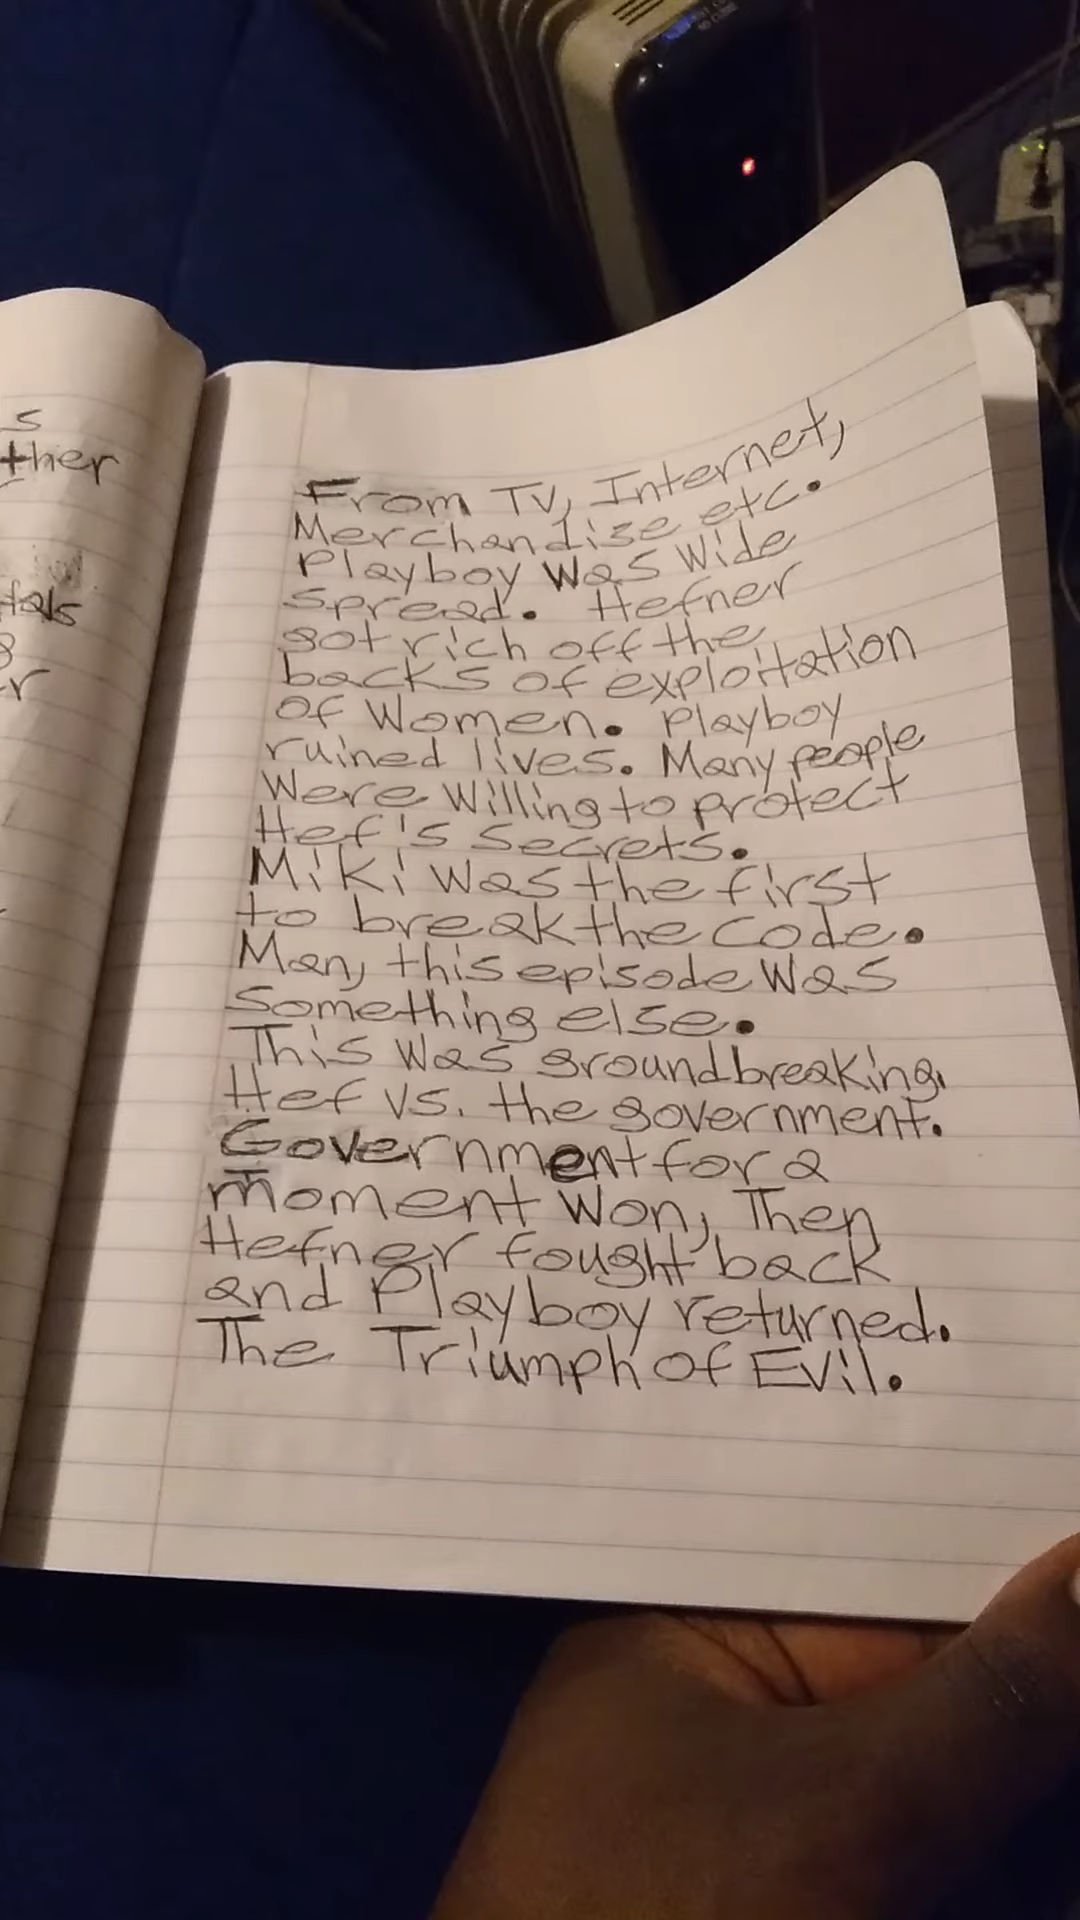 s
ther
tals
r
From TV, Internet,
Merchandise etc.
Playboy Was Wide
spread. Hefner
got rich off the
backs of exploitation
of Women. Playboy
ruined lives. Many people
Were Willing to protect
Hef's Secrets.
Miki Was the first
to break the Code.
Man, this episode Was
Something else.
This Was groundbreaking.
Hef vs. the government.
Government for a
moment Won, Then
Hefner fought back
and Playboy returned.
The Triumph of Evil.